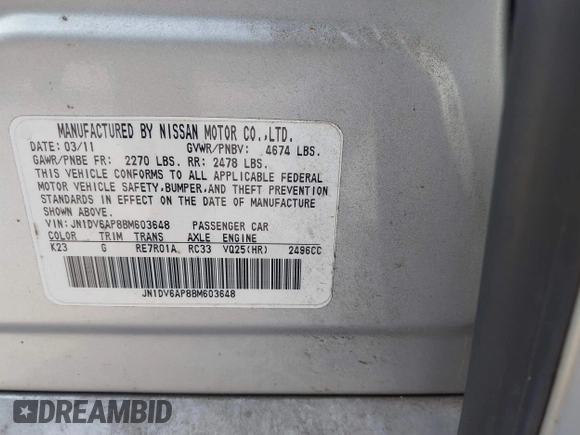 MANUFACTURED BY NISSAN MOTOR CO.,LTD.
DATE: 03/11 GVWR/PNBV: 4674 LBS.
GAWR/PNBE FR: 2270 LBS. RR: 2478 LBS.
THIS VEHICLE CONFORMS TO ALL APPLICABLE FEDERAL
MOTOR VEHICLE SAFETY,BUMPER,AND THEFT PREVENTION
STANDARDS IN EFFECT ON THE DATE OF MANUFACTURE
SHOWN ABOVE.
VIN: JN1DV6AP8BM603648 PASSENGER CAR
COLOR TRIM TRANS AXLE ENGINE
K23 G RE7R01A RC33 VQ25(HR) 2496CC
JN1DV6AP8BM603648
DREAMBID